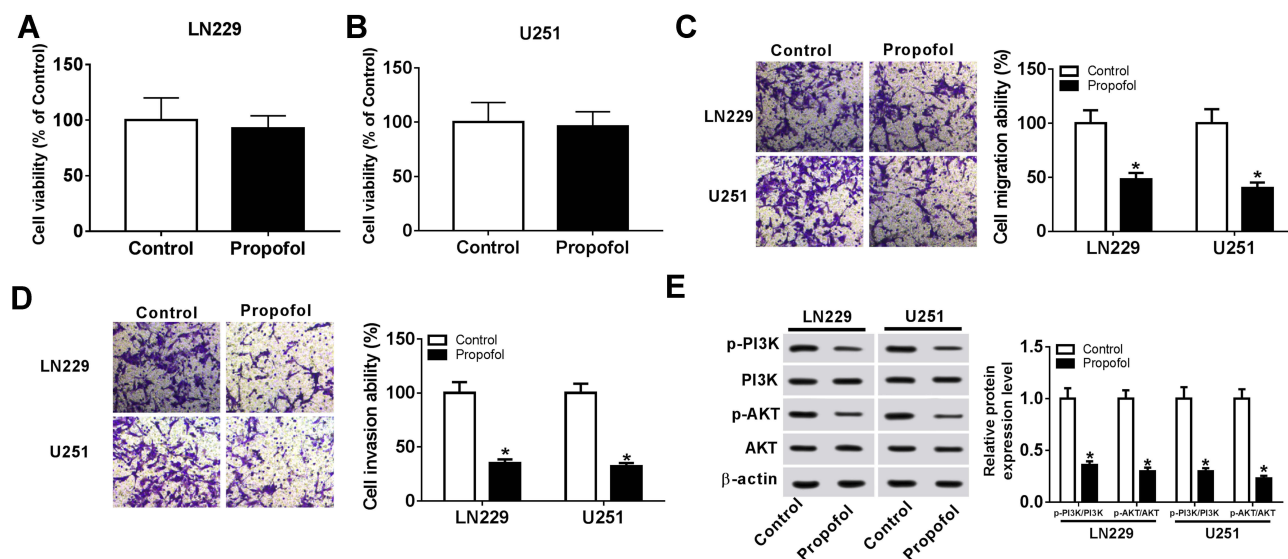 A
LN229
Cell viability (% of Control)
150
100
50
0
Control Propofol
B
U251
Cell viability (% of Control)
150
100
50
0
Control Propofol
C
Control Propofol
LN229
U251
Cell migration ability (%)
150
100
50
0
Control
Propofol
*
*
LN229 U251
D
Control Propofol
LN229
U251
Cell invasion ability (%)
150
100
50
0
Control
Propofol
*
*
LN229 U251
E
LN229 U251
p-PI3K
PI3K
p-AKT
AKT
β-actin
Control Propofol Control Propofol
Relative protein
expression level
1.5
1.0
0.5
0.0
Control
Propofol
* * * *
p-PI3K/PI3K p-AKT/AKT p-PI3K/PI3K p-AKT/AKT
LN229 U251